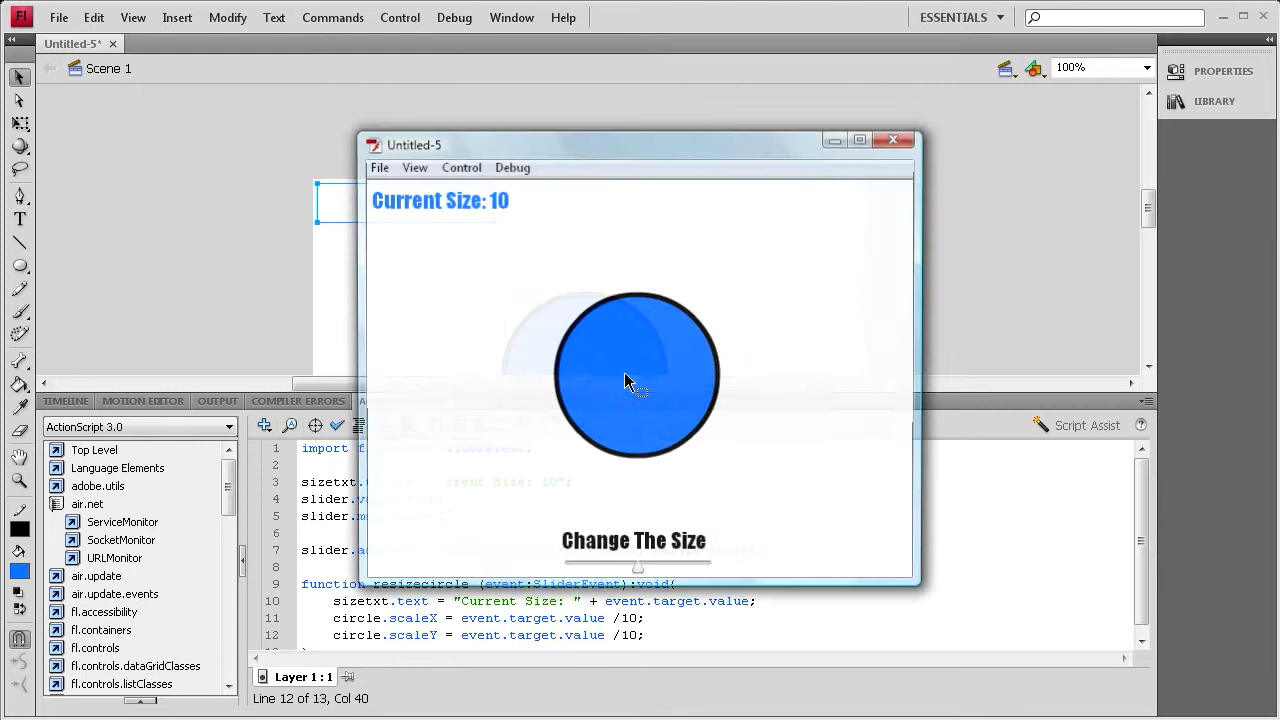 Fl File Edit View Insert Modify Text Commands Control Debug Window Help ESSENTIALS
Untitled-5* ×
Scene 1 100%
PROPERTIES
LIBRARY
Untitled-5
File View Control Debug
Current Size: 10
Change The Size
TIMELINE MOTION EDITOR OUTPUT COMPILER ERRORS
ActionScript 3.0 Script Assist
Top Level
Language Elements
adobe.utils
air.net
ServiceMonitor
SocketMonitor
URLMonitor
air.update
air.update.events
fl.accessibility
fl.containers
fl.controls
fl.controls.dataGridClasses
fl.controls.listClasses
1 import
2
3 sizetxt. rrent Size: 10";
4 slider.
5 slider.
6
7 slider.
8
9 function resizecircle (event:SliderEvent):void{
10 sizetxt.text = "Current Size: " + event.target.value;
11 circle.scaleX = event.target.value /10;
12 circle.scaleY = event.target.value /10;
Layer 1 : 1
Line 12 of 13, Col 40